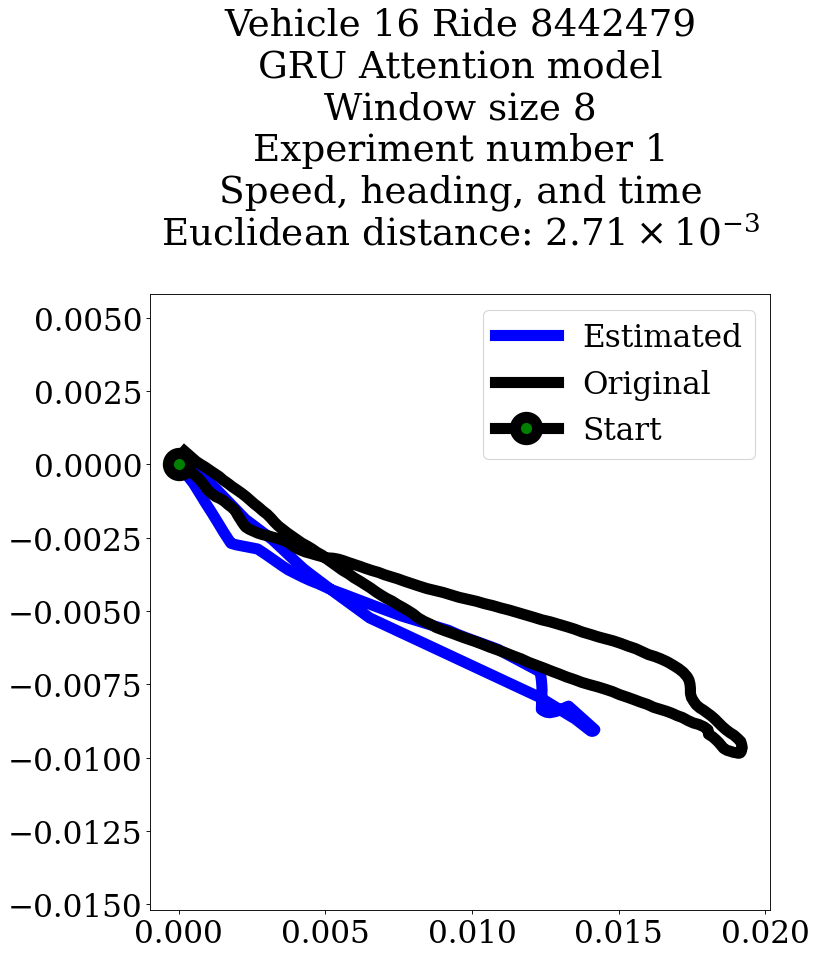 Vehicle 16 Ride 8442479
GRU Attention model
Window size 8
Experiment number 1
Speed, heading, and time
Euclidean distance: 2.71 × 10⁻³
Estimated
Original
Start
0.0050
0.0025
0.0000
−0.0025
−0.0050
−0.0075
−0.0100
−0.0125
−0.0150
0.000 0.005 0.010 0.015 0.020